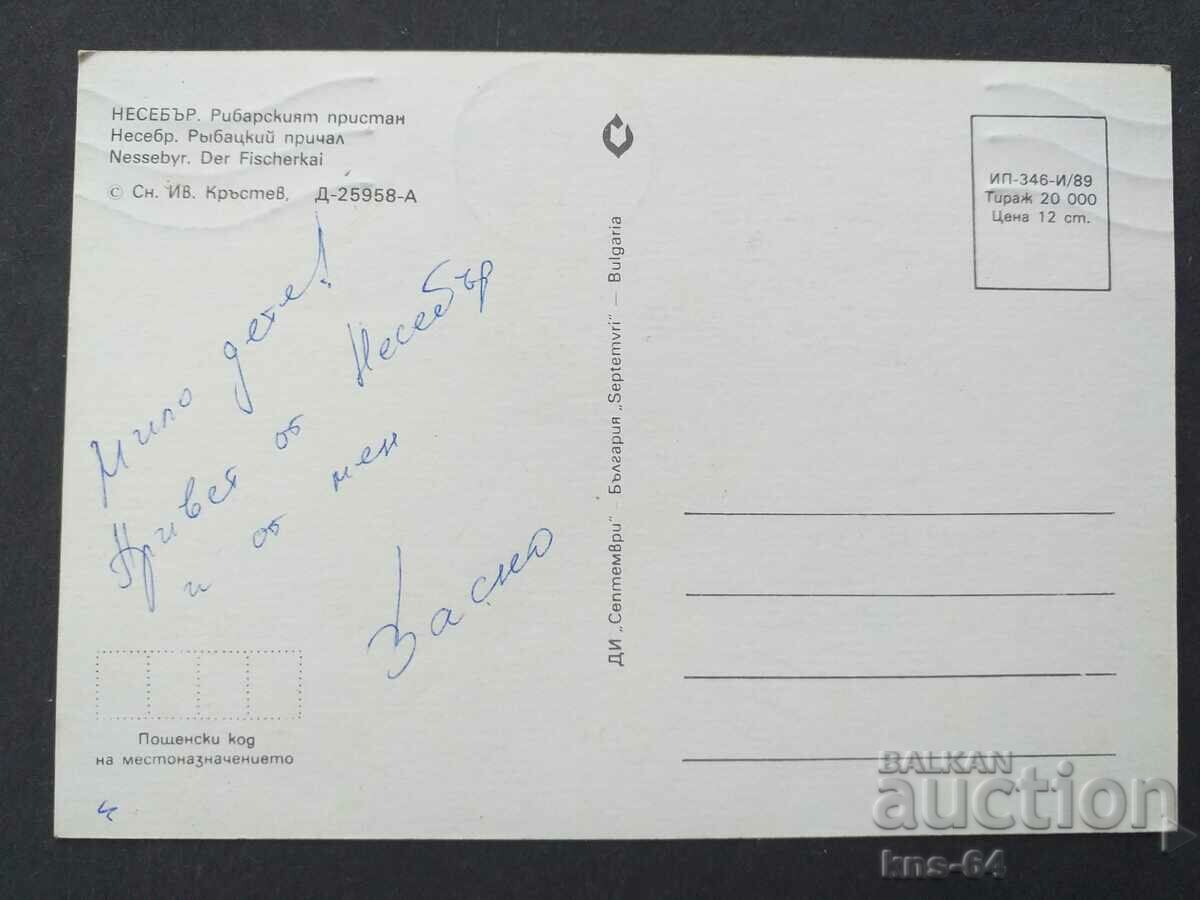 НЕСЕБЪР. Рибарският пристан
Несебр. Рыбацкий причал
Nessebyr. Der Fischerkai
© Сн. Ив. Кръстев, Д-25958-А
Мило дете!
Привет от Несебър
и от мен
Васко
Пощенски код
на местоназначението
ДИ „Септември" — България „Septemvri" — Bulgaria
ИП-346-И/89
Тираж 20 000
Цена 12 ст.
BALKAN
auction
kns-64